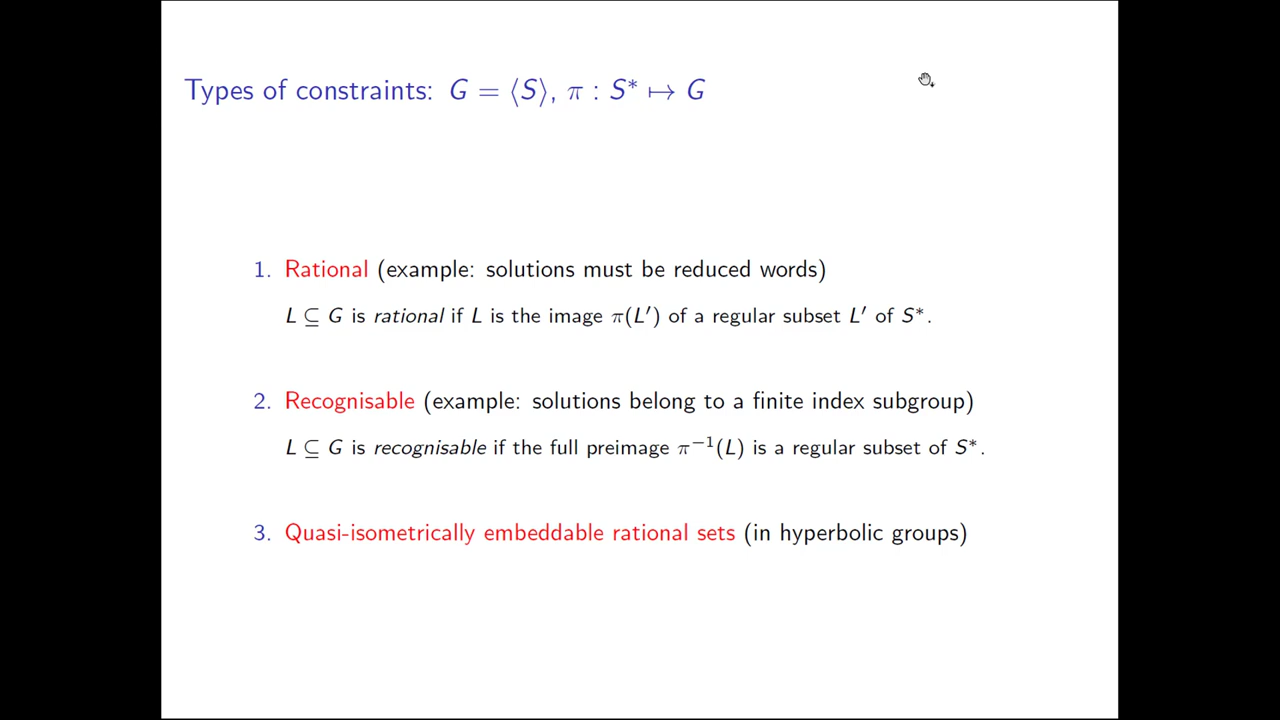 Types of constraints: G = ⟨S⟩, π : S* ↦ G
1. Rational (example: solutions must be reduced words)
L ⊆ G is rational if L is the image π(L′) of a regular subset L′ of S*.
2. Recognisable (example: solutions belong to a finite index subgroup)
L ⊆ G is recognisable if the full preimage π⁻¹(L) is a regular subset of S*.
3. Quasi-isometrically embeddable rational sets (in hyperbolic groups)